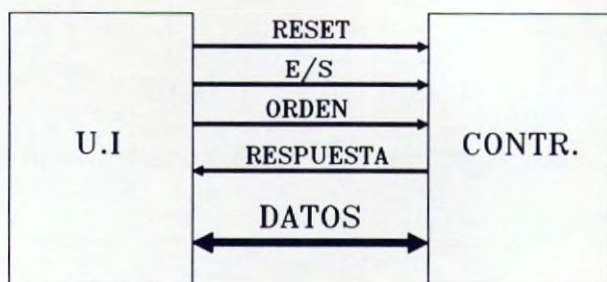 RESET
E/S
ORDEN
U.I
CONTR.
RESPUESTA
DATOS